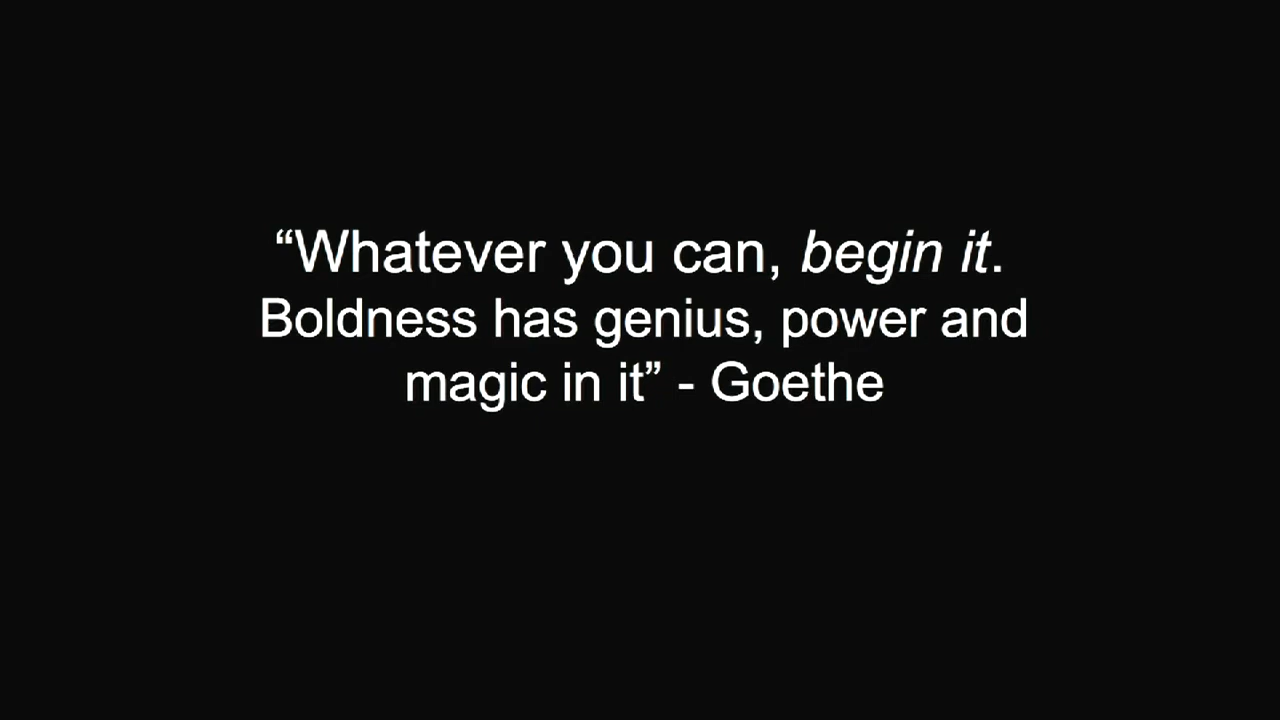 “Whatever you can, begin it.
Boldness has genius, power and
magic in it” - Goethe